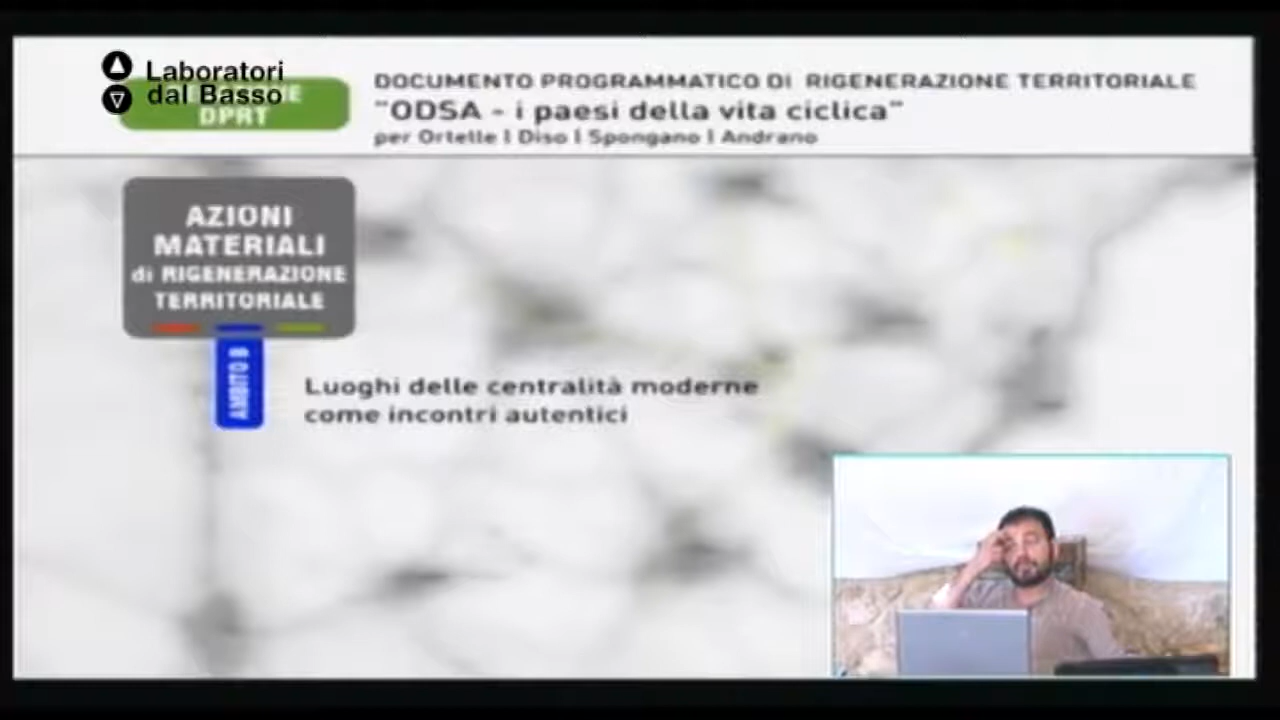 Laboratori
dal Basso
DPRT
DOCUMENTO PROGRAMMATICO DI RIGENERAZIONE TERRITORIALE
"ODSA - i paesi della vita ciclica"
per Ortelle | Diso | Spongano | Andrano
AZIONI
MATERIALI
di RIGENERAZIONE
TERRITORIALE
AMBITO B
Luoghi delle centralità moderne
come incontri autentici